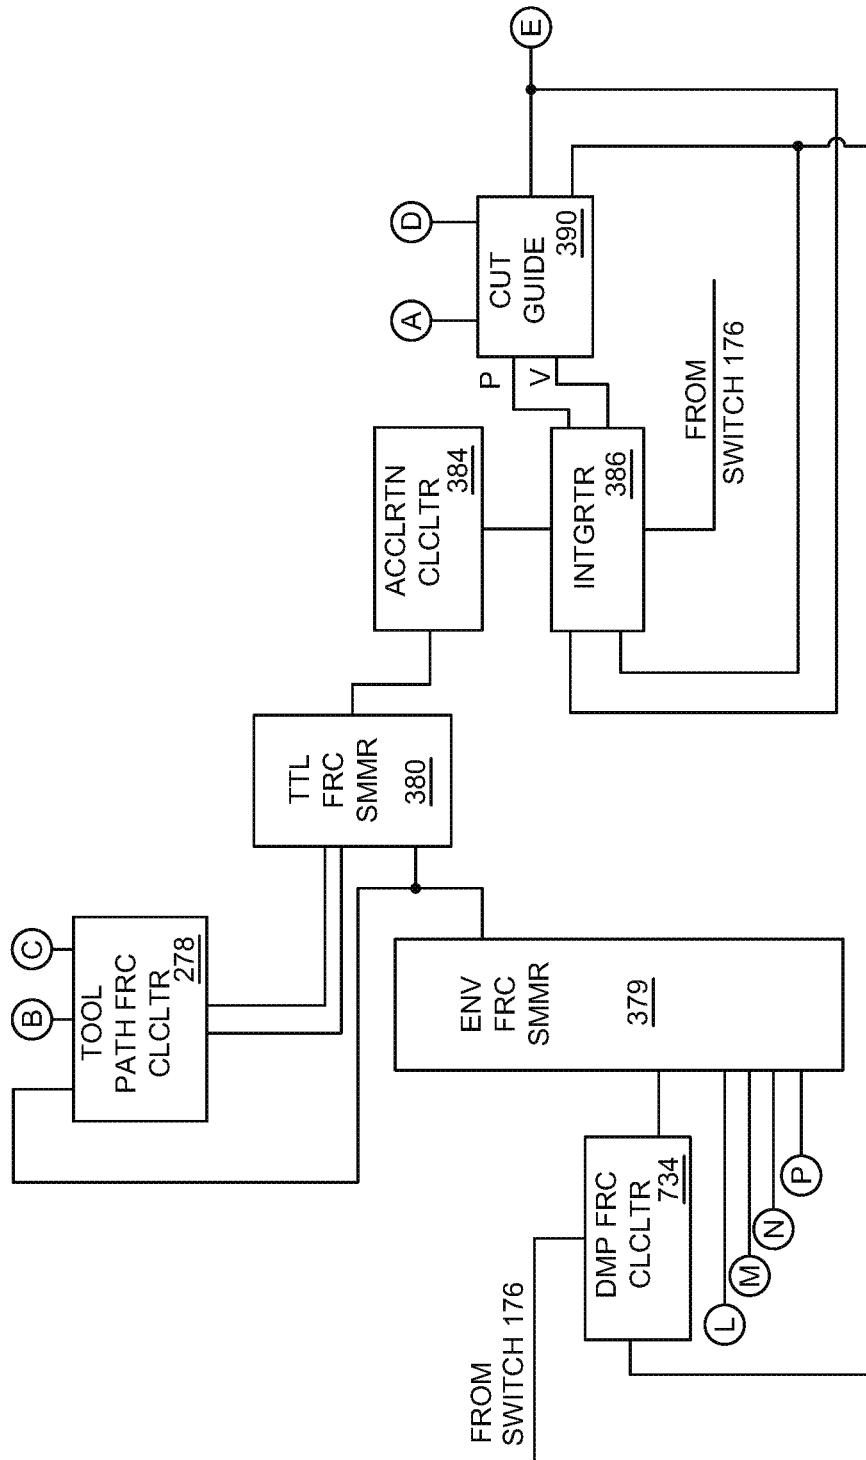 C
B
TOOL
PATH FRC
CLCLTR
278
TTL
FRC
SMMR
380
ACCLRTN
CLCLTR
384
A
D
E
P
V
CUT
GUIDE
390
INTGRTR
386
FROM
SWITCH 176
ENV
FRC
SMMR
379
DMP FRC
CLCLTR
734
FROM
SWITCH 176
L
M
N
P